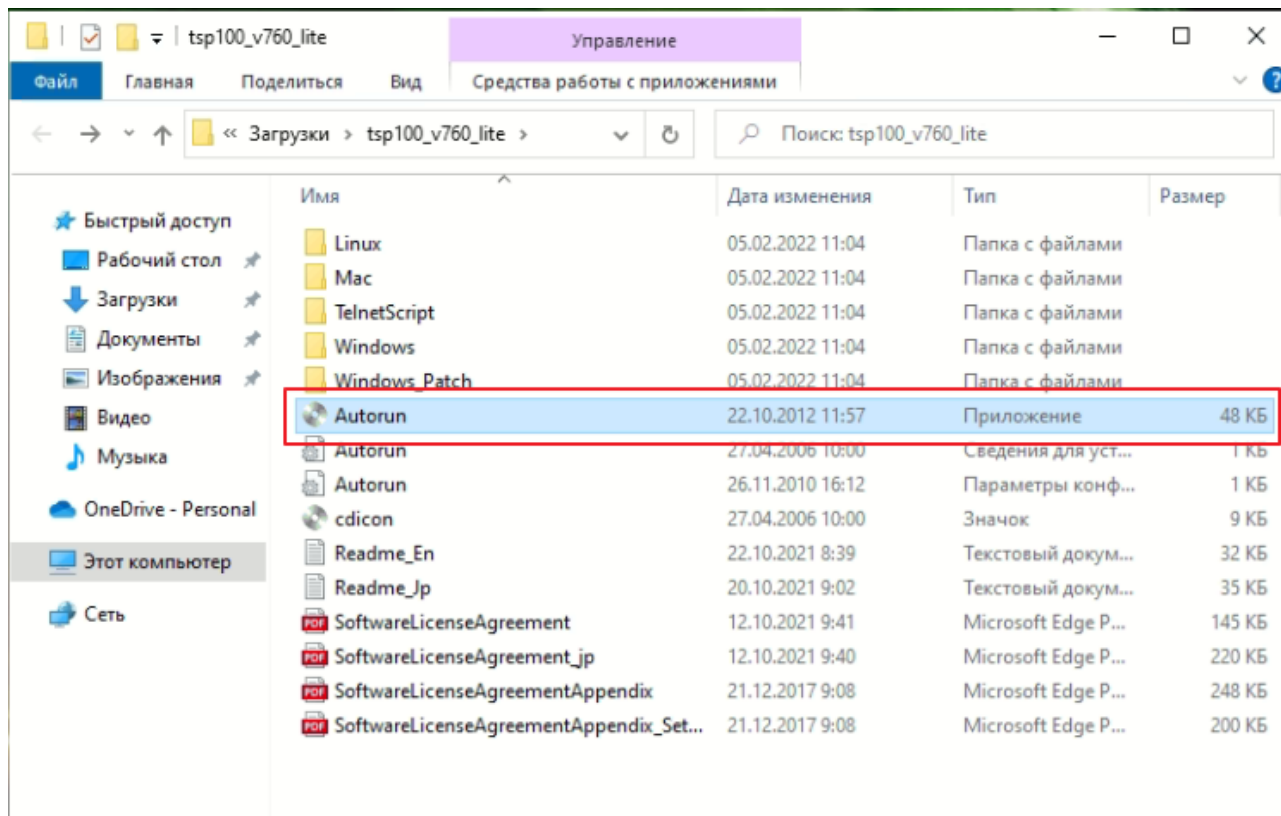 tsp100_v760_lite
Управление
Файл Главная Поделиться Вид Средства работы с приложениями
« Загрузки › tsp100_v760_lite › Поиск: tsp100_v760_lite
Имя Дата изменения Тип Размер
Быстрый доступ
Рабочий стол
Загрузки
Документы
Изображения
Видео
Музыка
OneDrive - Personal
Этот компьютер
Сеть
Linux 05.02.2022 11:04 Папка с файлами
Mac 05.02.2022 11:04 Папка с файлами
TelnetScript 05.02.2022 11:04 Папка с файлами
Windows 05.02.2022 11:04 Папка с файлами
Windows_Patch 05.02.2022 11:04 Папка с файлами
Autorun 22.10.2012 11:57 Приложение 48 КБ
Autorun 27.04.2006 10:00 Сведения для уст... 1 КБ
Autorun 26.11.2010 16:12 Параметры конф... 1 КБ
cdicon 27.04.2006 10:00 Значок 9 КБ
Readme_En 22.10.2021 8:39 Текстовый докум... 32 КБ
Readme_Jp 20.10.2021 9:02 Текстовый докум... 35 КБ
SoftwareLicenseAgreement 12.10.2021 9:41 Microsoft Edge P... 145 КБ
SoftwareLicenseAgreement_jp 12.10.2021 9:40 Microsoft Edge P... 220 КБ
SoftwareLicenseAgreementAppendix 21.12.2017 9:08 Microsoft Edge P... 248 КБ
SoftwareLicenseAgreementAppendix_Set... 21.12.2017 9:08 Microsoft Edge P... 200 КБ